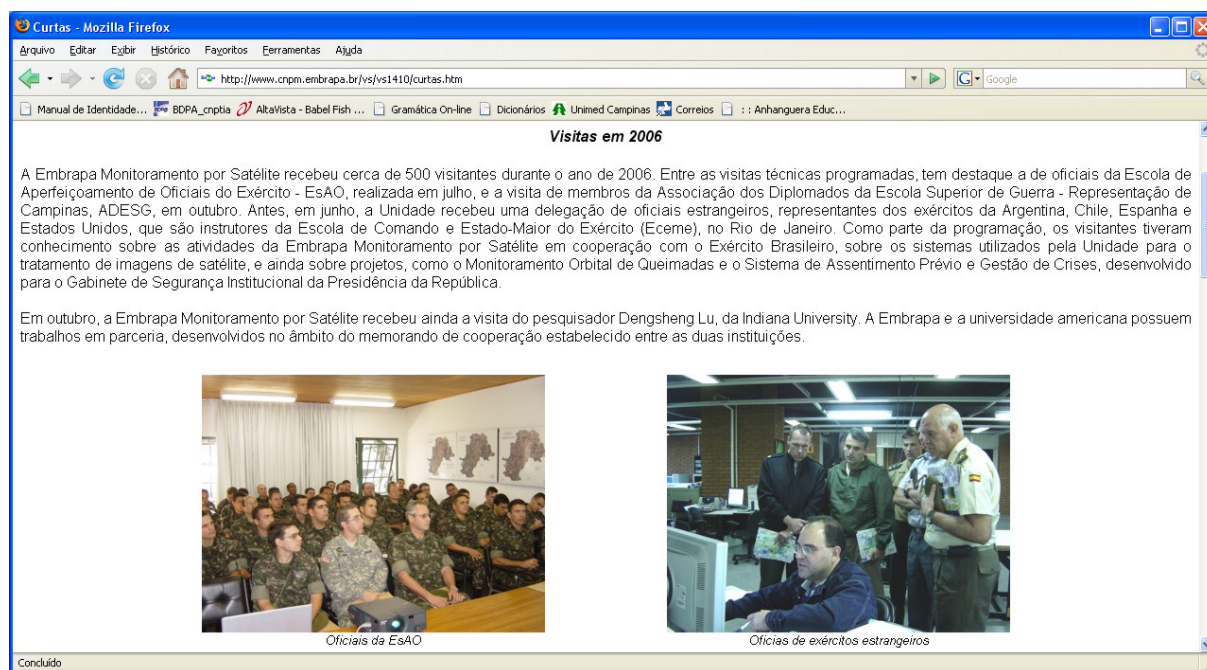 Curtas - Mozilla Firefox
Arquivo Editar Exibir Histórico Favoritos Ferramentas Ajuda
http://www.cnpm.embrapa.br/vs/vs1410/curtas.htm
G Google
Manual de Identidade... BDPA_cnptia AltaVista - Babel Fish ... Gramática On-line Dicionários Unimed Campinas Correios : : Anhanguera Educ...
Visitas em 2006
A Embrapa Monitoramento por Satélite recebeu cerca de 500 visitantes durante o ano de 2006. Entre as visitas técnicas programadas, tem destaque a de oficiais da Escola de
Aperfeiçoamento de Oficiais do Exército - EsAO, realizada em julho, e a visita de membros da Associação dos Diplomados da Escola Superior de Guerra - Representação de
Campinas, ADESG, em outubro. Antes, em junho, a Unidade recebeu uma delegação de oficiais estrangeiros, representantes dos exércitos da Argentina, Chile, Espanha e
Estados Unidos, que são instrutores da Escola de Comando e Estado-Maior do Exército (Eceme), no Rio de Janeiro. Como parte da programação, os visitantes tiveram
conhecimento sobre as atividades da Embrapa Monitoramento por Satélite em cooperação com o Exército Brasileiro, sobre os sistemas utilizados pela Unidade para o
tratamento de imagens de satélite, e ainda sobre projetos, como o Monitoramento Orbital de Queimadas e o Sistema de Assentimento Prévio e Gestão de Crises, desenvolvido
para o Gabinete de Segurança Institucional da Presidência da República.
Em outubro, a Embrapa Monitoramento por Satélite recebeu ainda a visita do pesquisador Dengsheng Lu, da Indiana University. A Embrapa e a universidade americana possuem
trabalhos em parceria, desenvolvidos no âmbito do memorando de cooperação estabelecido entre as duas instituições.
Oficiais da EsAO
Oficias de exércitos estrangeiros
Concluído